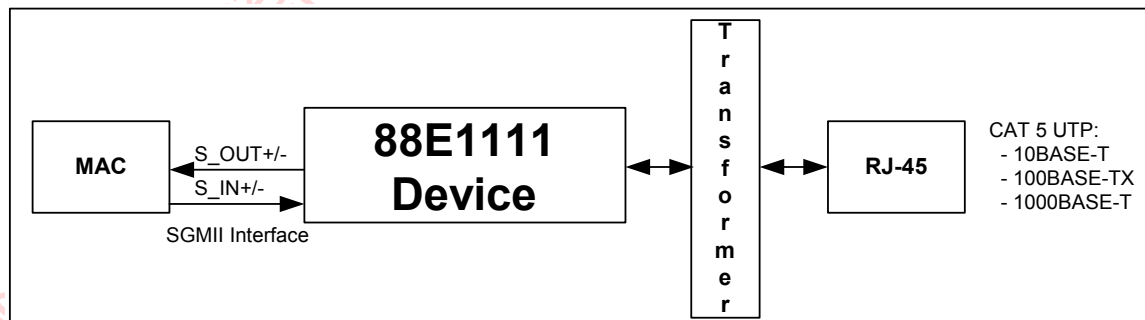 MAC
S_OUT+/-
S_IN+/-
SGMII Interface
88E1111
Device
T
r
a
n
s
f
o
r
m
e
r
RJ-45
CAT 5 UTP:
- 10BASE-T
- 100BASE-TX
- 1000BASE-T